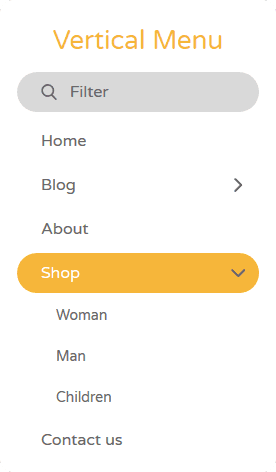 Vertical Menu
Filter
Home
Blog
About
Shop
Woman
Man
Children
Contact us